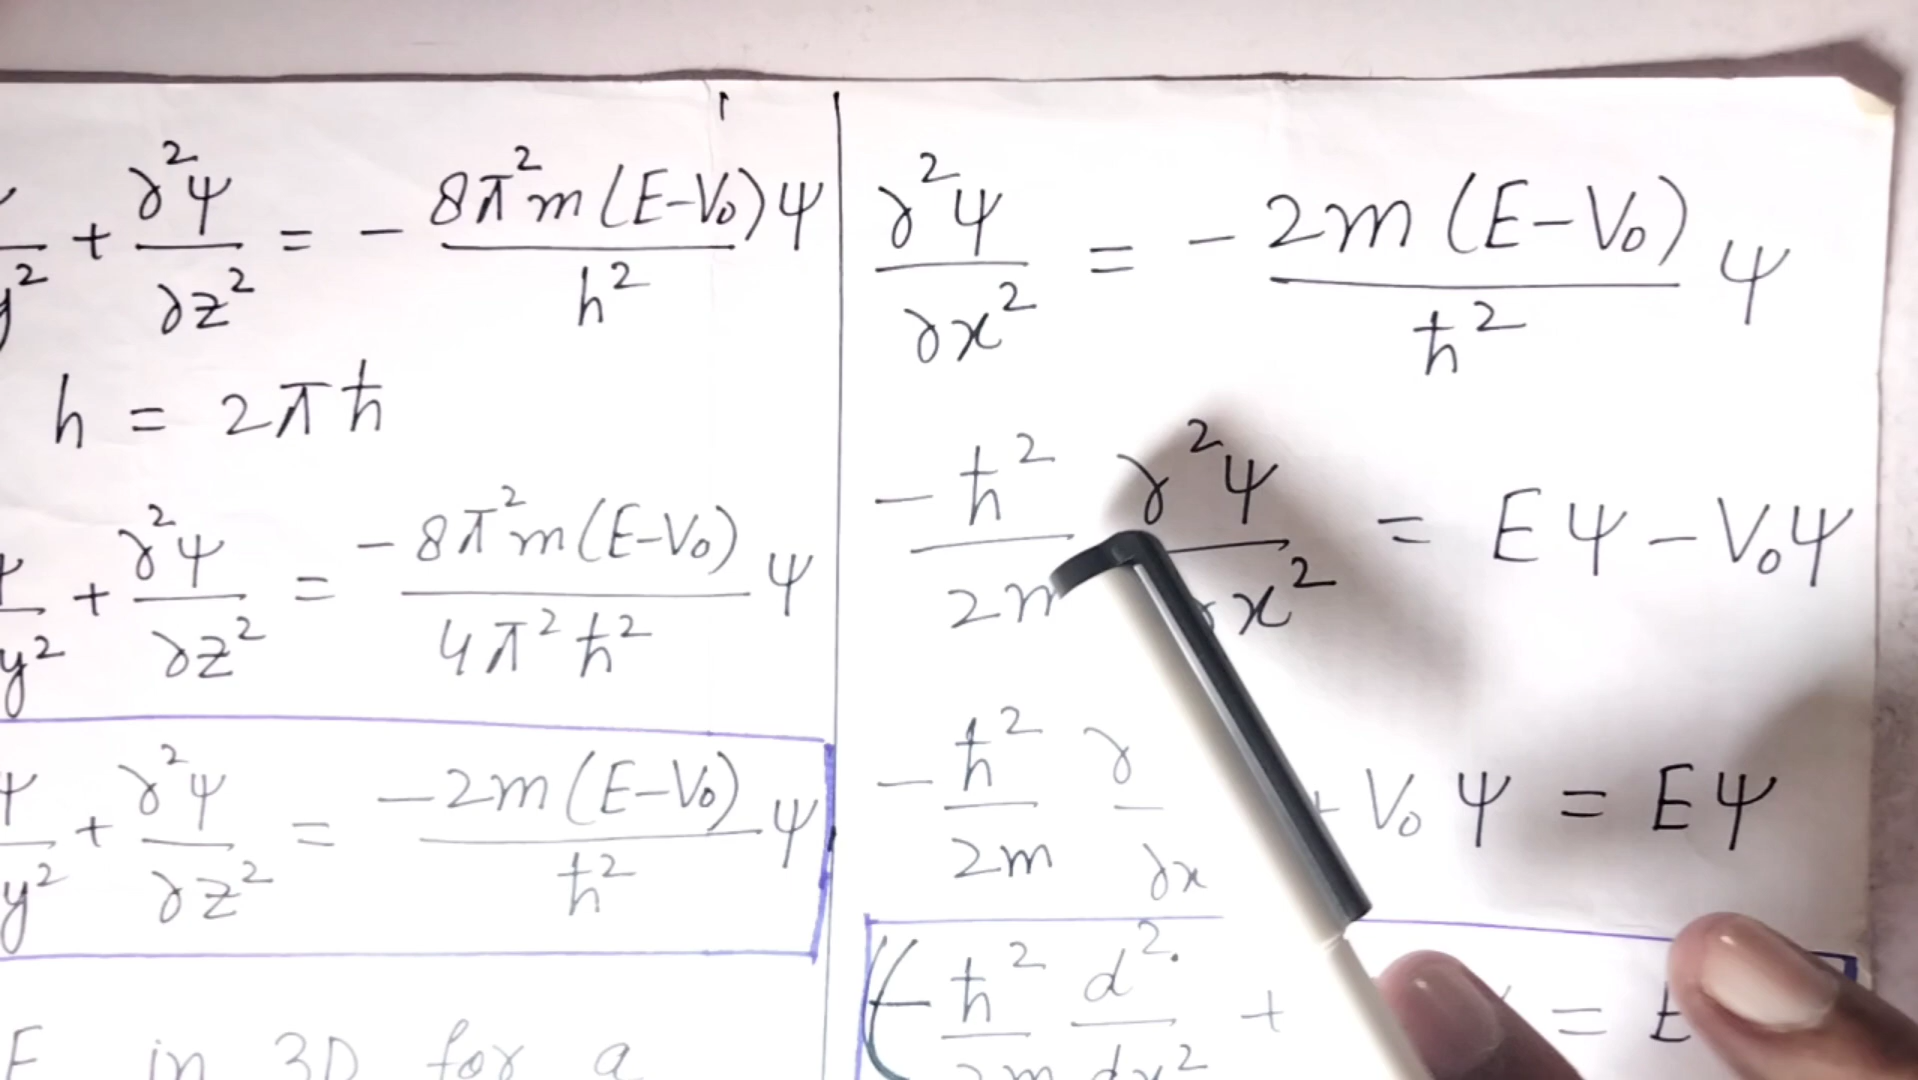 + ∂²ψ/∂z² = - 8π²m(E-V₀)ψ/h²
h = 2πħ
+ ∂²ψ/∂z² = -8π²m(E-V₀)/4π²ħ² ψ
+ ∂²ψ/∂z² = -2m(E-V₀)/ħ² ψ
in 3D for a
∂²ψ/∂x² = - 2m(E-V₀)/ħ² ψ
-ħ²/2m ∂²ψ/∂x² = Eψ - V₀ψ
-ħ²/2m ∂/∂x + V₀ψ = Eψ
(-ħ²/2m d²/dx² + = E